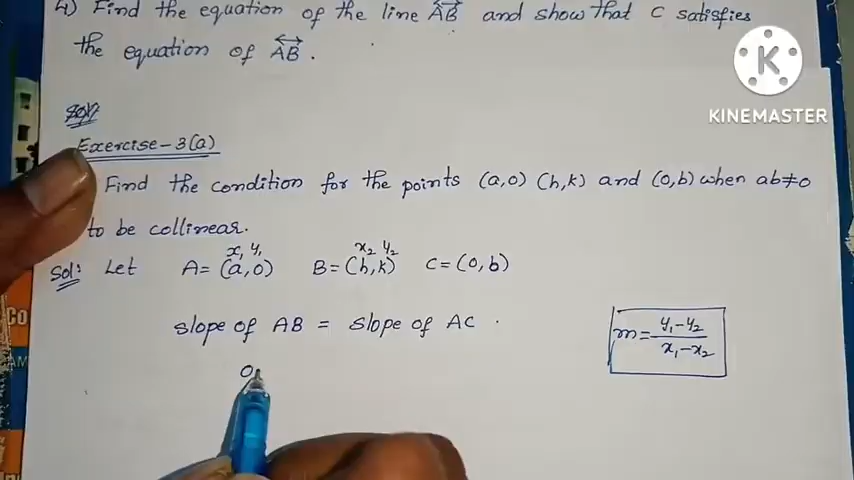 4) Find the equation of the line AB and show that C satisfies
the equation of AB.
KINEMASTER
Sol?
Exercise-3(a)
Find the condition for the points (a,0) (h,k) and (0,b) when ab≠0
to be collinear.
x₁ y₁ x₂ y₂
Sol: Let A=(a,0) B=(h,k) C=(0,b)
slope of AB = slope of AC.
m = y₁-y₂ / x₁-x₂
0